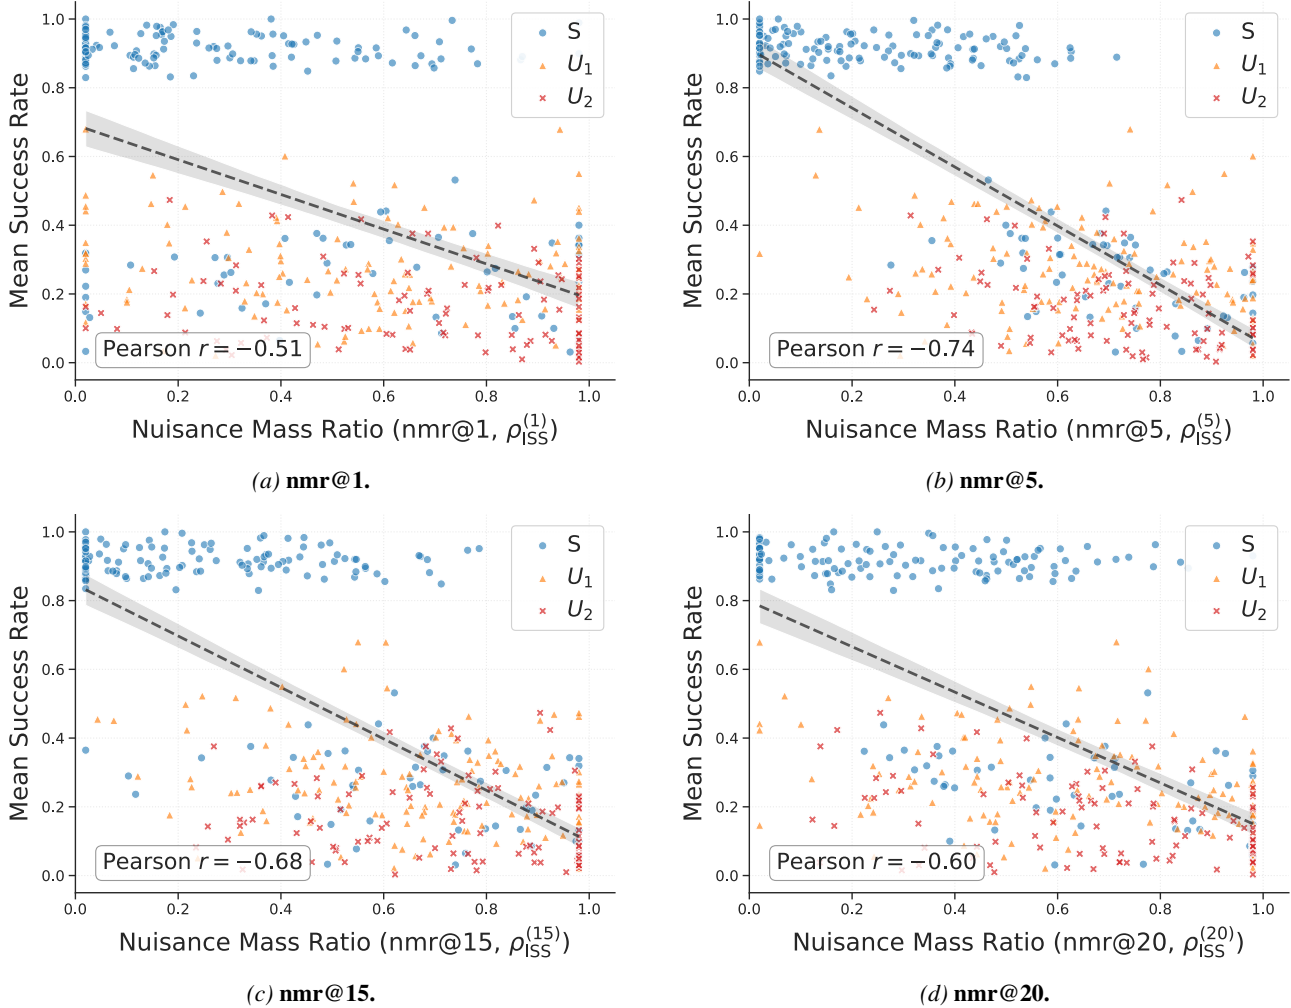 1.0
0.8
0.6
0.4
0.2
0.0
Mean Success Rate
S
U₁
U₂
Pearson r = −0.51
0.0 0.2 0.4 0.6 0.8 1.0
Nuisance Mass Ratio (nmr@1, ρ_ISS^(1))
(a) nmr@1.
1.0
0.8
0.6
0.4
0.2
0.0
Mean Success Rate
S
U₁
U₂
Pearson r = −0.74
0.0 0.2 0.4 0.6 0.8 1.0
Nuisance Mass Ratio (nmr@5, ρ_ISS^(5))
(b) nmr@5.
1.0
0.8
0.6
0.4
0.2
0.0
Mean Success Rate
S
U₁
U₂
Pearson r = −0.68
0.0 0.2 0.4 0.6 0.8 1.0
Nuisance Mass Ratio (nmr@15, ρ_ISS^(15))
(c) nmr@15.
1.0
0.8
0.6
0.4
0.2
0.0
Mean Success Rate
S
U₁
U₂
Pearson r = −0.60
0.0 0.2 0.4 0.6 0.8 1.0
Nuisance Mass Ratio (nmr@20, ρ_ISS^(20))
(d) nmr@20.